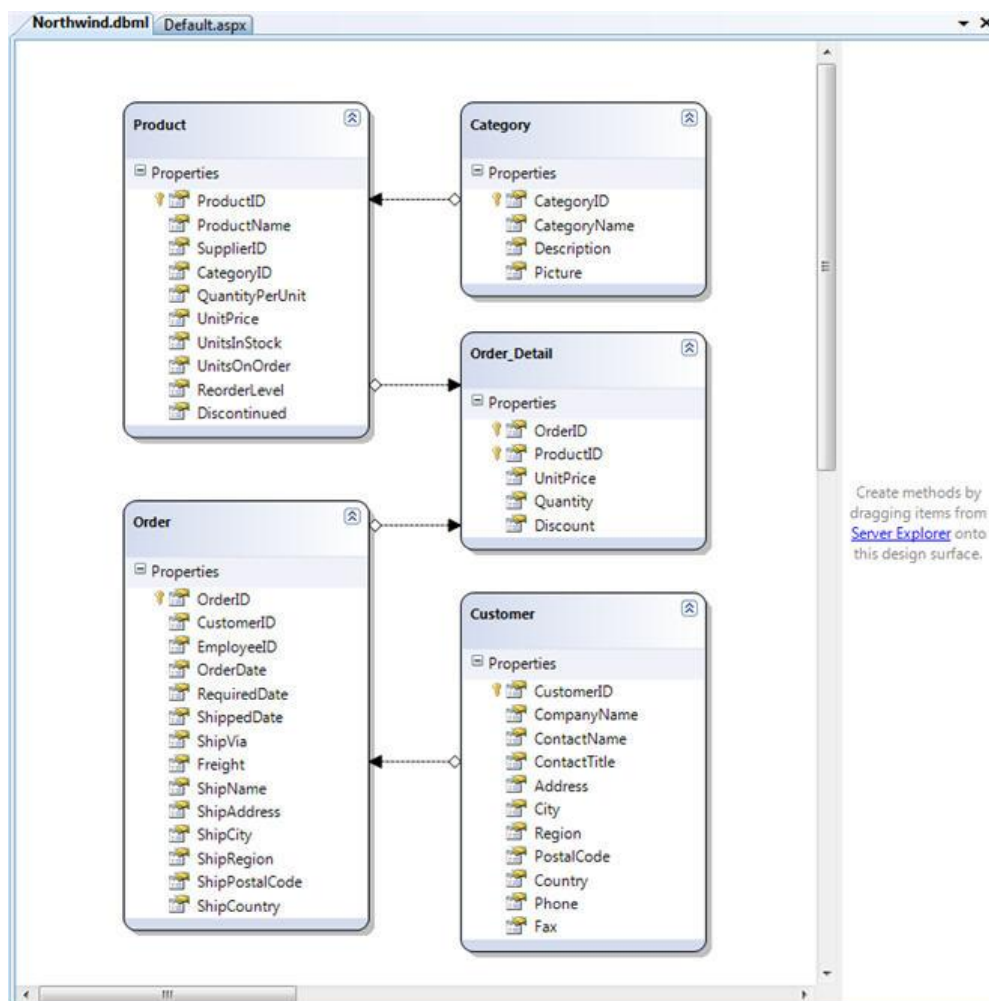 Northwind.dbml
Default.aspx
Product
Properties
ProductID
ProductName
SupplierID
CategoryID
QuantityPerUnit
UnitPrice
UnitsInStock
UnitsOnOrder
ReorderLevel
Discontinued
Category
Properties
CategoryID
CategoryName
Description
Picture
Order_Detail
Properties
OrderID
ProductID
UnitPrice
Quantity
Discount
Order
Properties
OrderID
CustomerID
EmployeeID
OrderDate
RequiredDate
ShippedDate
ShipVia
Freight
ShipName
ShipAddress
ShipCity
ShipRegion
ShipPostalCode
ShipCountry
Customer
Properties
CustomerID
CompanyName
ContactName
ContactTitle
Address
City
Region
PostalCode
Country
Phone
Fax
Create methods by
dragging items from
Server Explorer onto
this design surface.